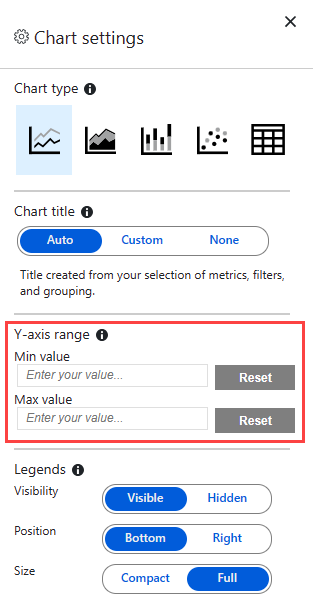 Chart settings
Chart type
Chart title
Auto Custom None
Title created from your selection of metrics, filters,
and grouping.
Y-axis range
Min value
Enter your value... Reset
Max value
Enter your value... Reset
Legends
Visibility Visible Hidden
Position Bottom Right
Size Compact Full